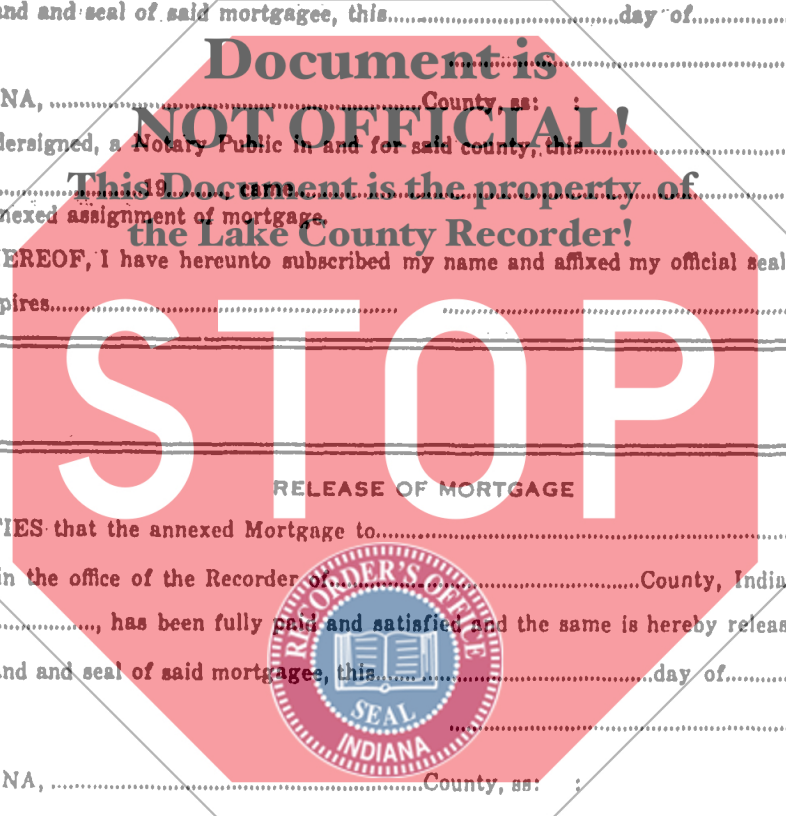 nd and seal of said mortgagee, this..............................day of..............
Document is
NA, ..................................................County, ss: :
NOT OFFICIAL!
dersigned, a Notary Public in and for said county, this..............................
This Document is the property of
....................19........, came..................................................
nexed assignment of mortgage.
the Lake County Recorder!
EREOF, I have hereunto subscribed my name and affixed my official seal
pires..................................................
STOP
RELEASE OF MORTGAGE
TIES that the annexed Mortgage to..................................................
in the office of the Recorder of........................................County, India
.............., has been fully paid and satisfied and the same is hereby releas
RECORDER'S OFFICE
nd and seal of said mortgagee, this...................................day of..............
SEAL
INDIANA
NA, ..................................................County, ss: :